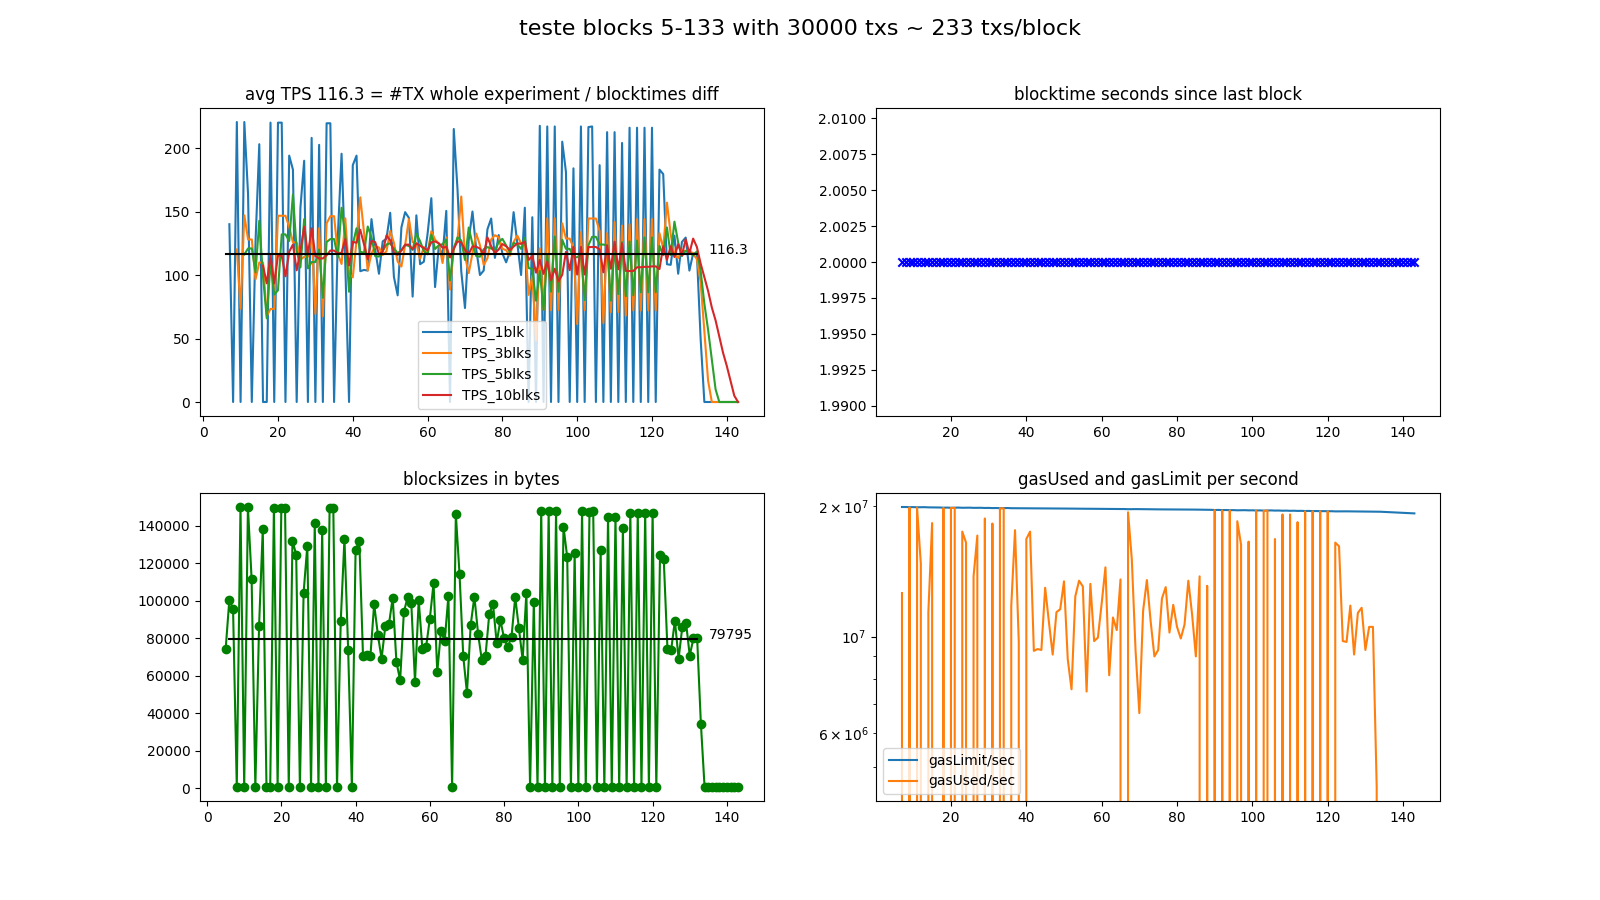 teste blocks 5-133 with 30000 txs ~ 233 txs/block
avg TPS 116.3 = #TX whole experiment / blocktimes diff
200
150
100
50
0
116.3
TPS_1blk
TPS_3blks
TPS_5blks
TPS_10blks
0 20 40 60 80 100 120 140
blocktime seconds since last block
2.0100
2.0075
2.0050
2.0025
2.0000
1.9975
1.9950
1.9925
1.9900
20 40 60 80 100 120 140
blocksizes in bytes
140000
120000
100000
80000
60000
40000
20000
0
79795
0 20 40 60 80 100 120 140
gasUsed and gasLimit per second
2 × 10⁷
10⁷
6 × 10⁶
gasLimit/sec
gasUsed/sec
20 40 60 80 100 120 140